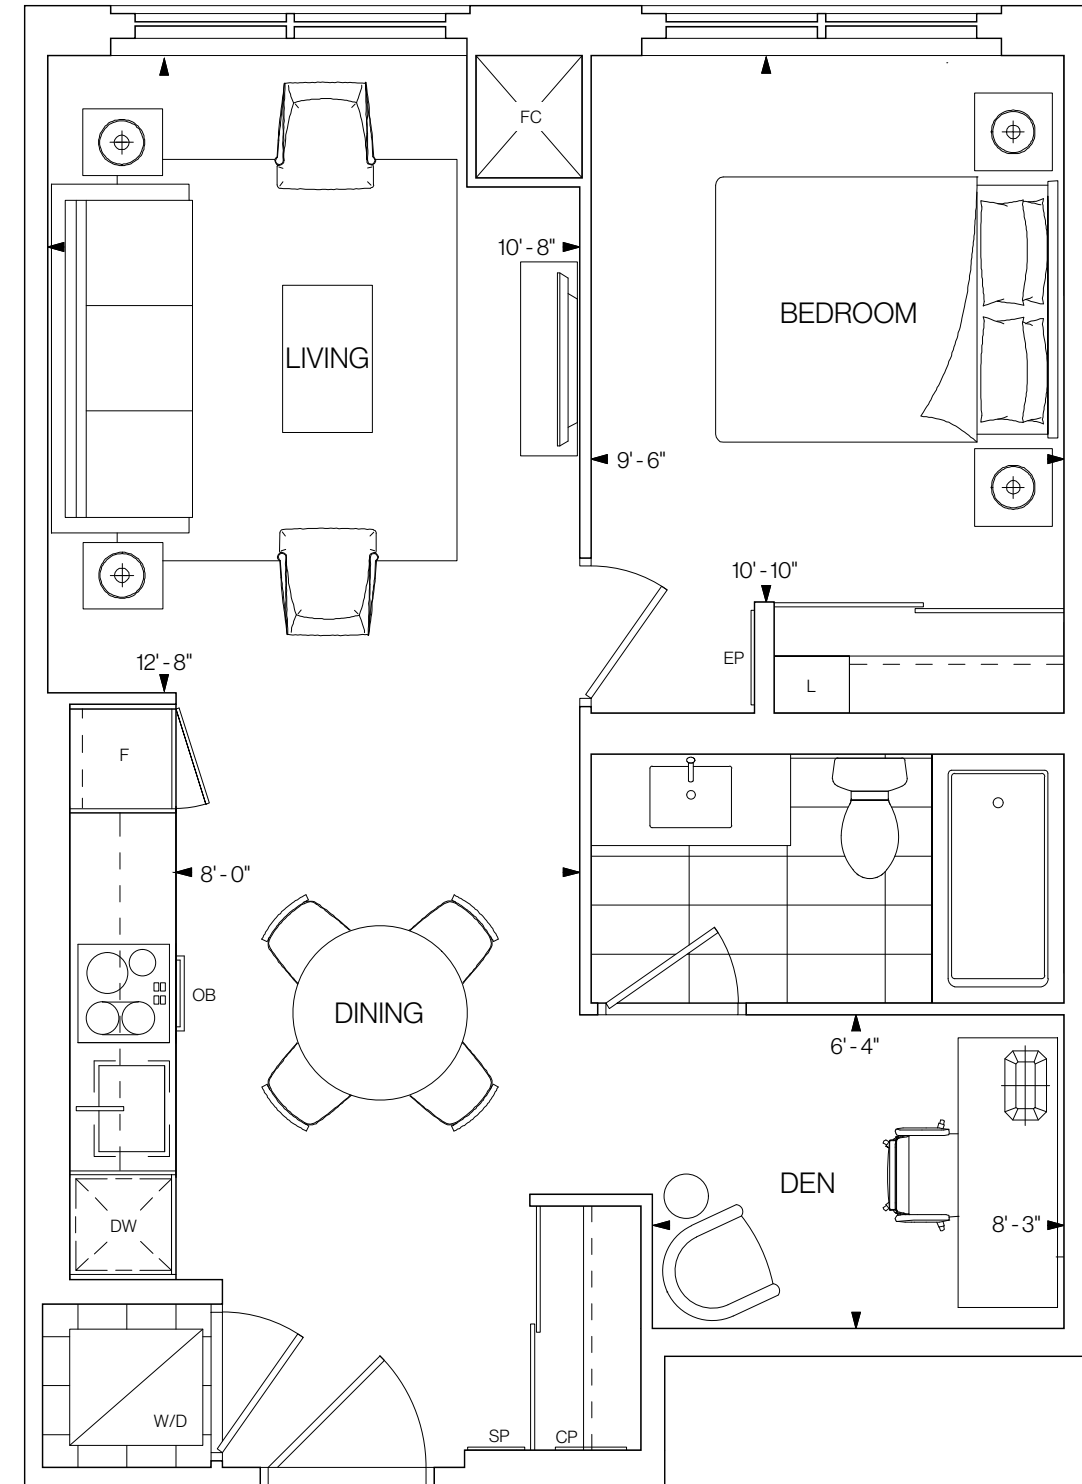 FC
10'-8"
BEDROOM
LIVING
9'-6"
10'-10"
12'-8"
EP
L
F
8'-0"
OB
DINING
6'-4"
DEN
DW
8'-3"
W/D
SP
CP